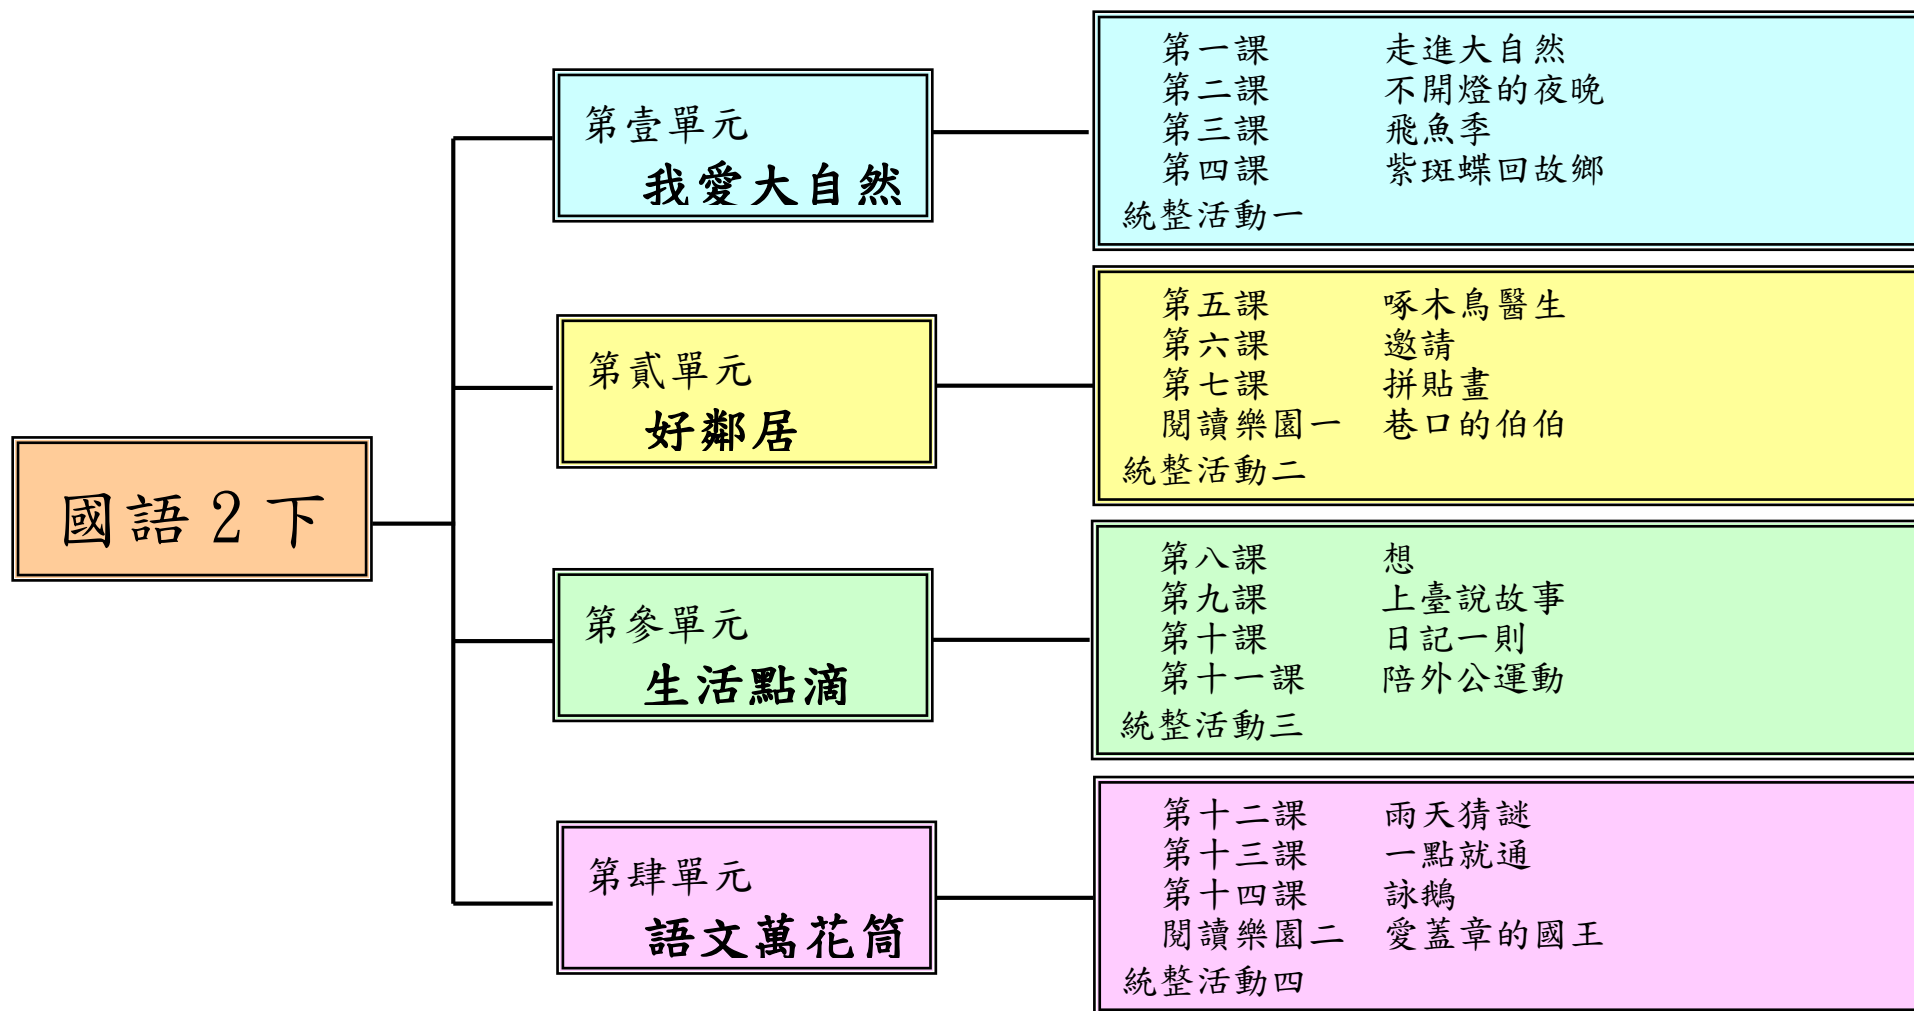 國語2下
第壹單元
我愛大自然
第一課 走進大自然
第二課 不開燈的夜晚
第三課 飛魚季
第四課 紫斑蝶回故鄉
統整活動一
第貳單元
好鄰居
第五課 啄木鳥醫生
第六課 邀請
第七課 拼貼畫
閱讀樂園一 巷口的伯伯
統整活動二
第參單元
生活點滴
第八課 想
第九課 上臺說故事
第十課 日記一則
第十一課 陪外公運動
統整活動三
第肆單元
語文萬花筒
第十二課 雨天猜謎
第十三課 一點就通
第十四課 詠鵝
閱讀樂園二 愛蓋章的國王
統整活動四